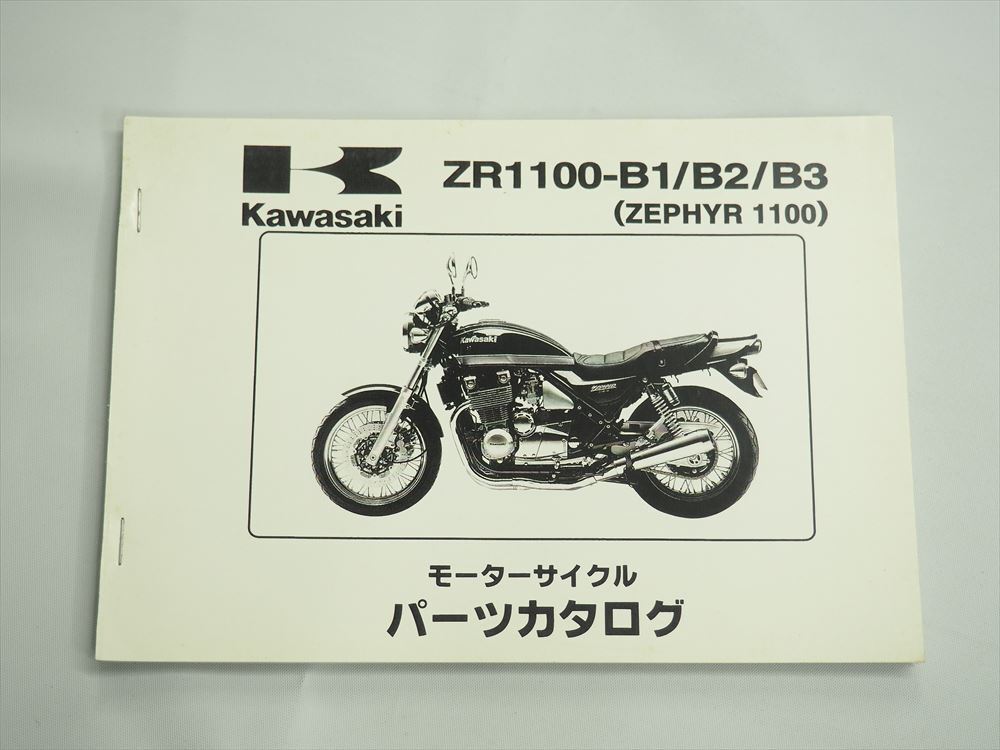 Kawasaki
ZR1100-B1/B2/B3
(ZEPHYR 1100)
Kawasaki
モーターサイクル
パーツカタログ